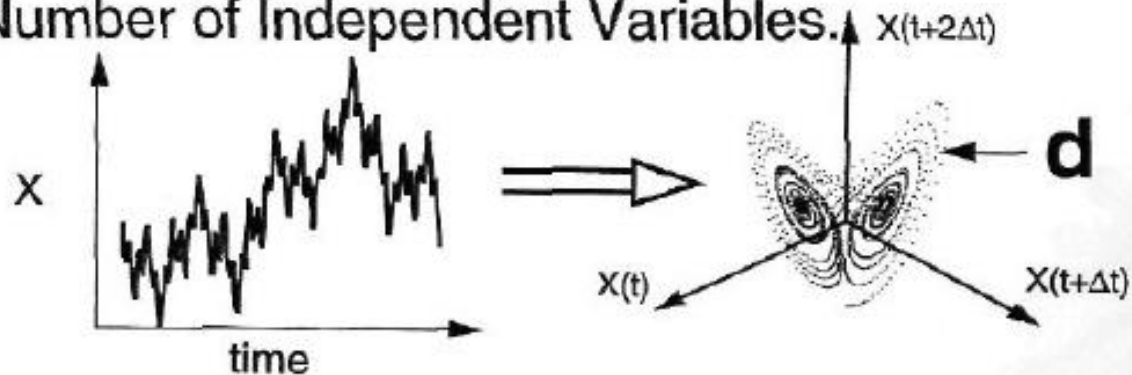 Number of Independent Variables.
X(t+2Δt)
X
d
X(t)
X(t+Δt)
time